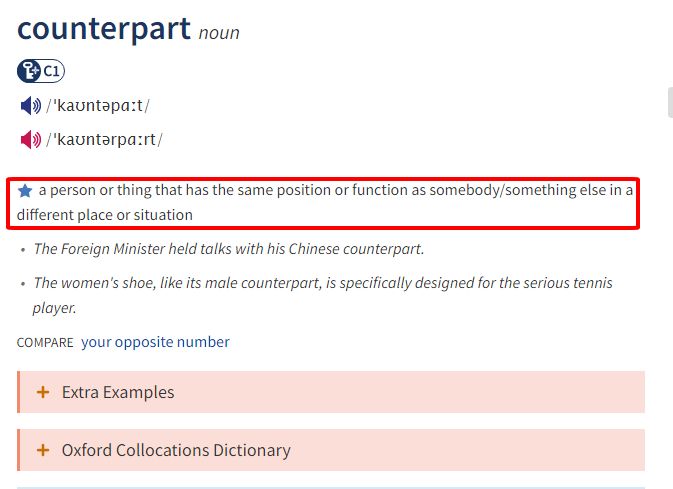 counterpart noun
C1
/ˈkaʊntəpɑːt/
/ˈkaʊntərpɑːrt/
a person or thing that has the same position or function as somebody/something else in a
different place or situation
• The Foreign Minister held talks with his Chinese counterpart.
• The women's shoe, like its male counterpart, is specifically designed for the serious tennis
player.
COMPARE your opposite number
+ Extra Examples
+ Oxford Collocations Dictionary